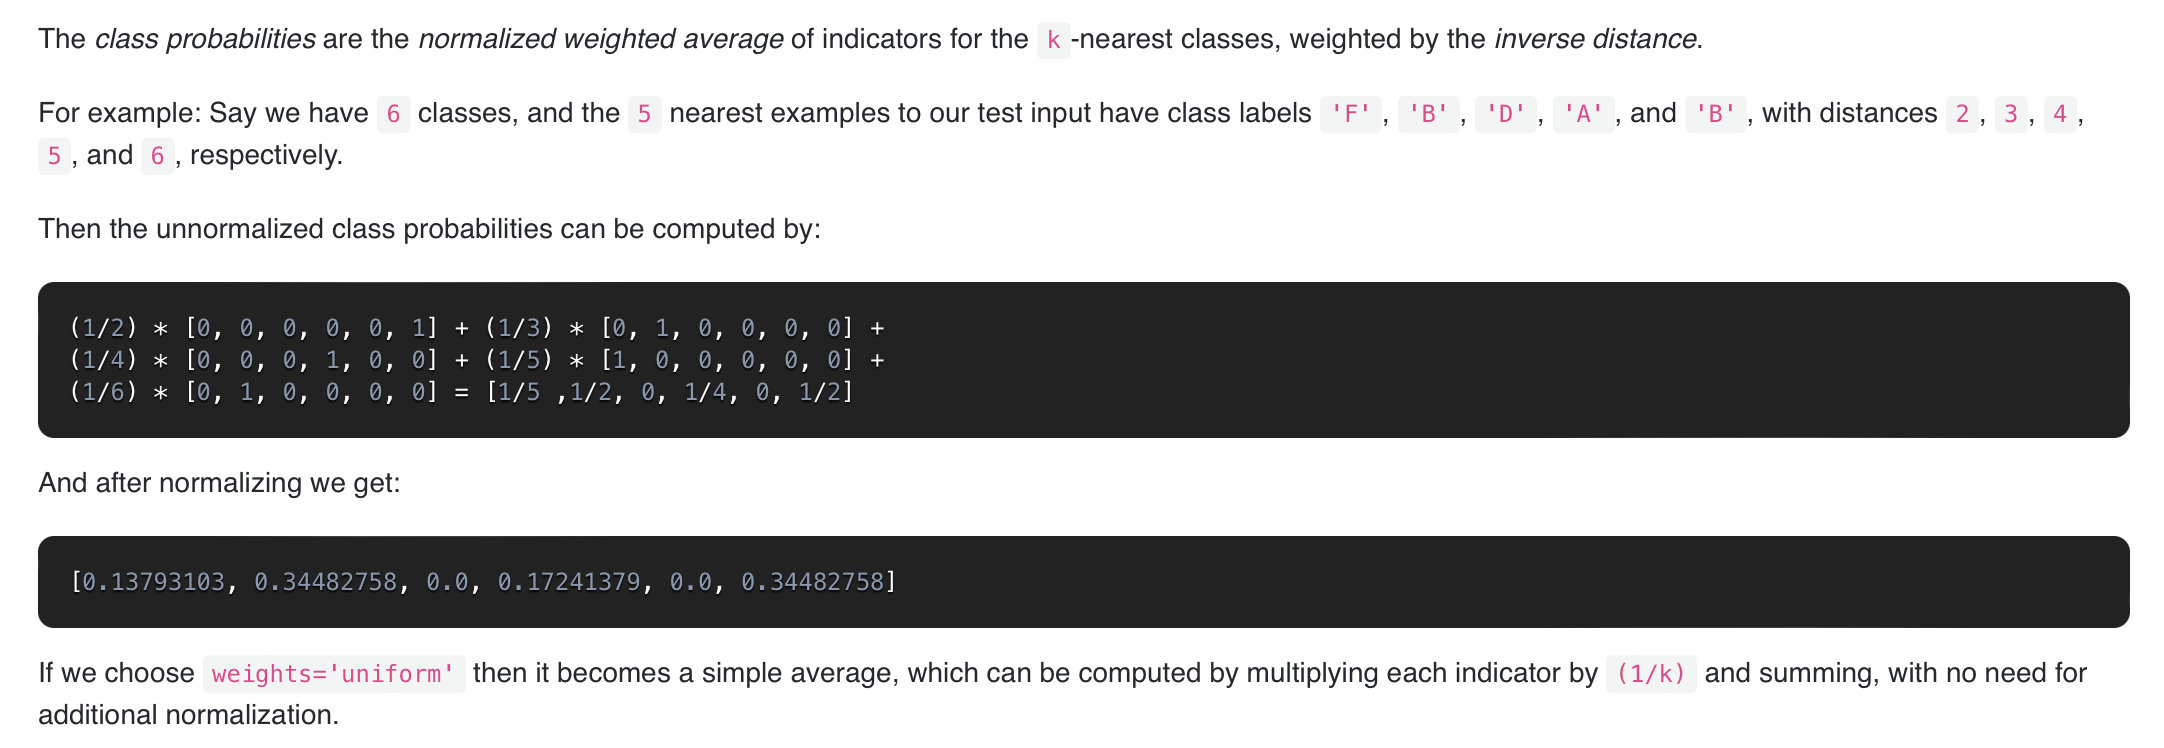 The class probabilities are the normalized weighted average of indicators for the k -nearest classes, weighted by the inverse distance.
For example: Say we have 6 classes, and the 5 nearest examples to our test input have class labels 'F' , 'B' , 'D' , 'A' , and 'B' , with distances 2 , 3 , 4 ,
5 , and 6 , respectively.
Then the unnormalized class probabilities can be computed by:
(1/2) * [0, 0, 0, 0, 0, 1] + (1/3) * [0, 1, 0, 0, 0, 0] +
(1/4) * [0, 0, 0, 1, 0, 0] + (1/5) * [1, 0, 0, 0, 0, 0] +
(1/6) * [0, 1, 0, 0, 0, 0] = [1/5 ,1/2, 0, 1/4, 0, 1/2]
And after normalizing we get:
[0.13793103, 0.34482758, 0.0, 0.17241379, 0.0, 0.34482758]
If we choose weights='uniform' then it becomes a simple average, which can be computed by multiplying each indicator by (1/k) and summing, with no need for
additional normalization.